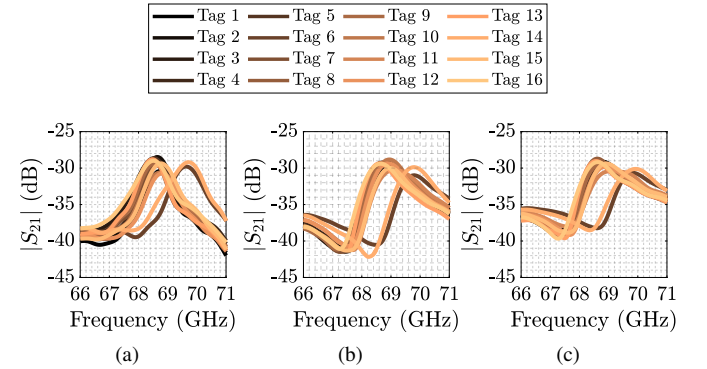 Tag 1 Tag 5 Tag 9 Tag 13
Tag 2 Tag 6 Tag 10 Tag 14
Tag 3 Tag 7 Tag 11 Tag 15
Tag 4 Tag 8 Tag 12 Tag 16
-25 -25 -25
-30 -30 -30
-35 -35 -35
-40 -40 -40
-45 -45 -45
|S21| (dB) |S21| (dB) |S21| (dB)
66 67 68 69 70 71 66 67 68 69 70 71 66 67 68 69 70 71
Frequency (GHz) Frequency (GHz) Frequency (GHz)
(a) (b) (c)